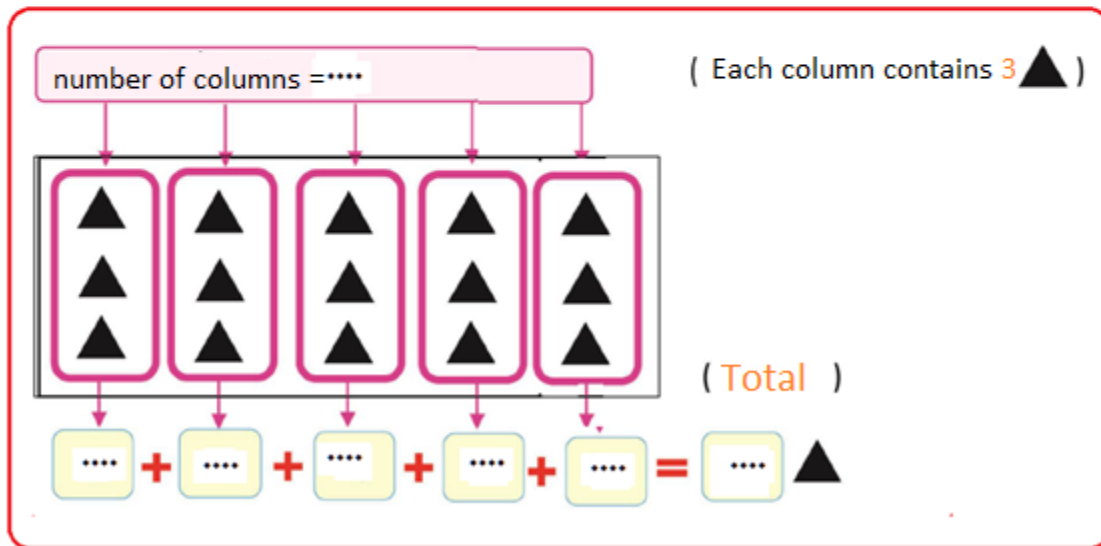 number of columns =····
( Each column contains 3 )
( Total )
···· + ···· + ···· + ···· + ···· = ····